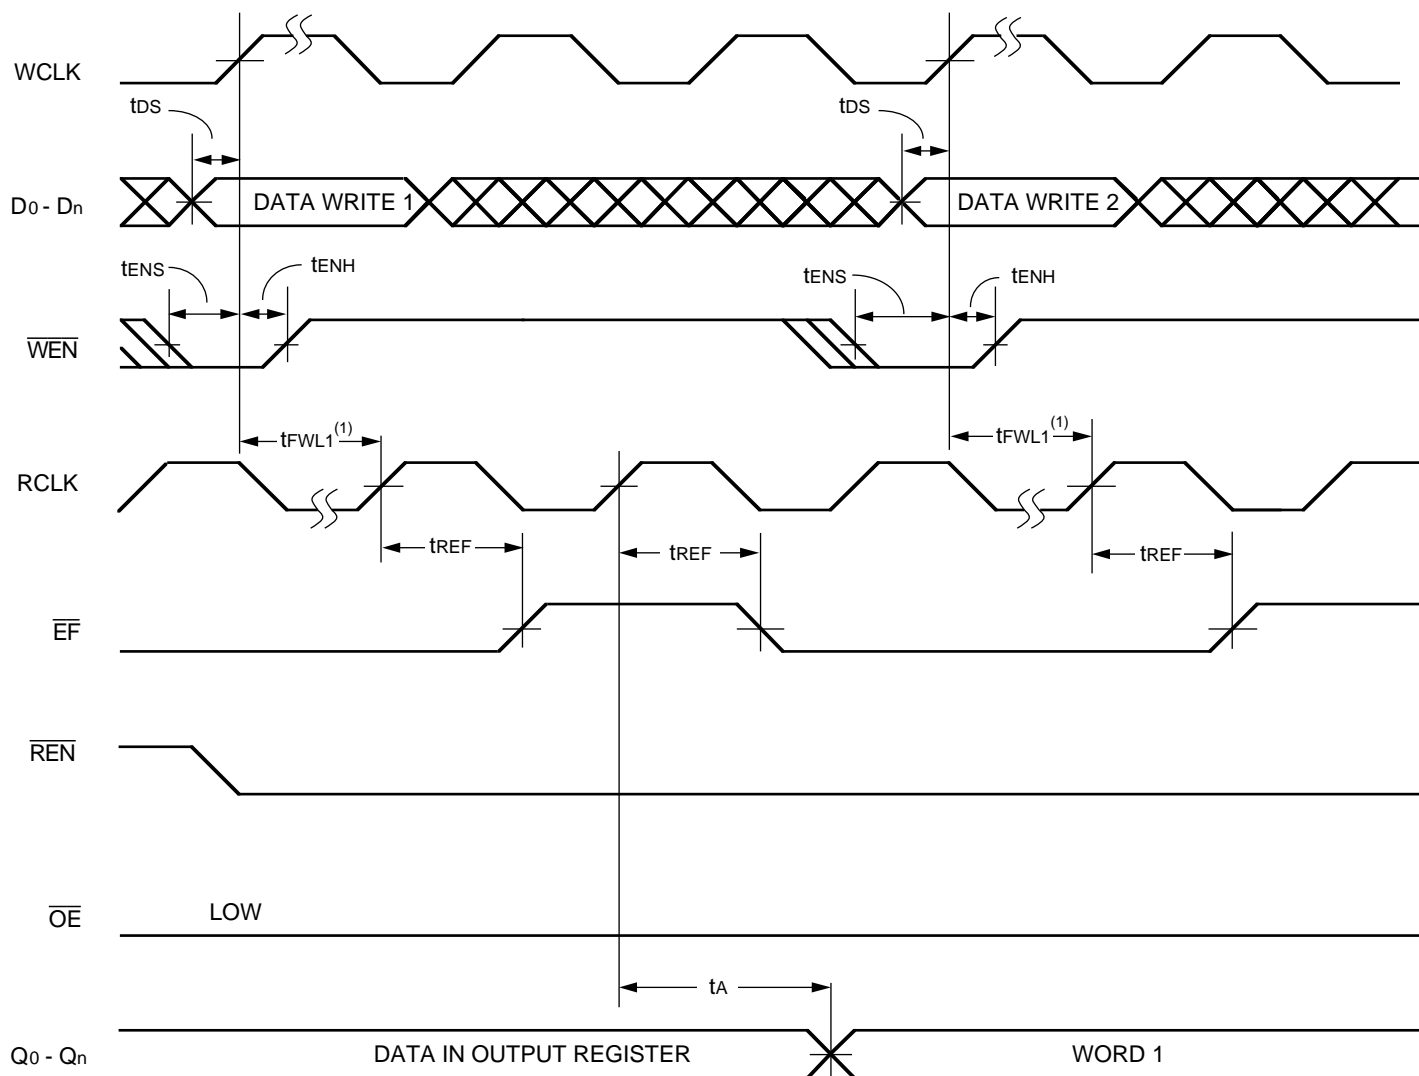 WCLK
tDS
tDS
D0 - Dn
DATA WRITE 1
DATA WRITE 2
tENS
tENH
tENS
tENH
WEN
tFWL1(1)
tFWL1(1)
RCLK
tREF
tREF
tREF
EF
REN
OE
LOW
tA
Q0 - Qn
DATA IN OUTPUT REGISTER
WORD 1